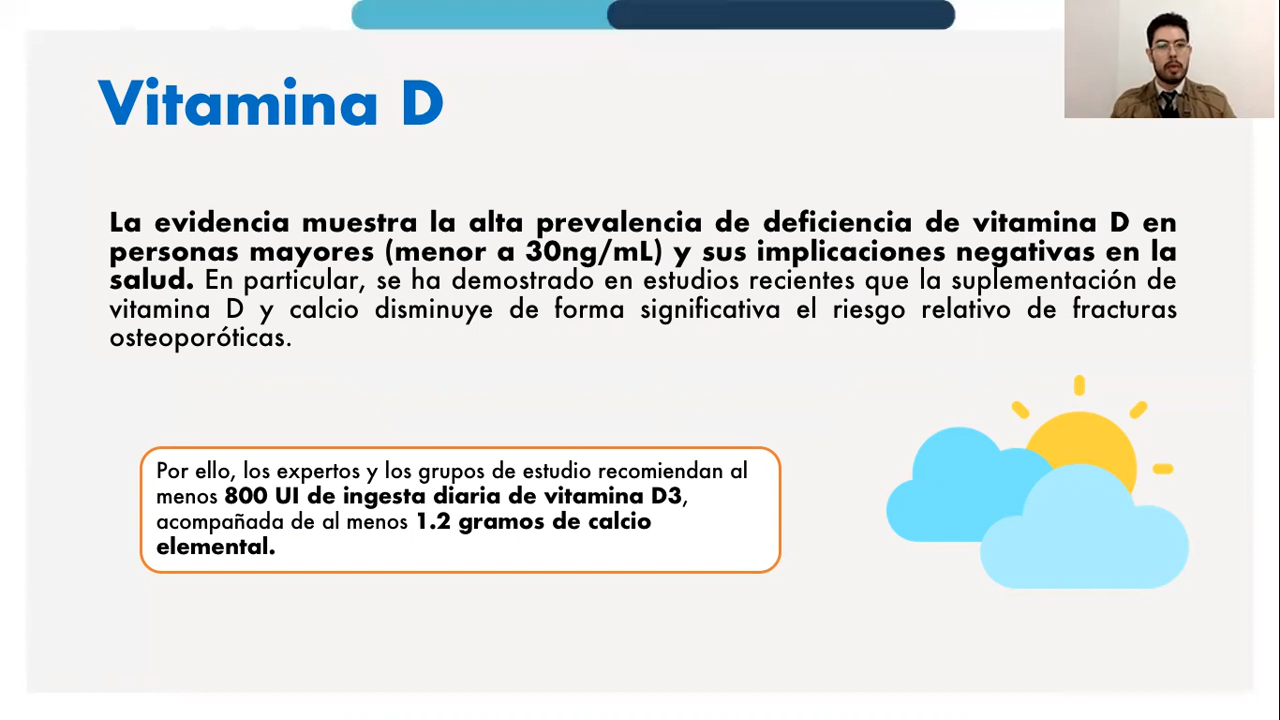 Vitamina D
La evidencia muestra la alta prevalencia de deficiencia de vitamina D en
personas mayores (menor a 30ng/mL) y sus implicaciones negativas en la
salud. En particular, se ha demostrado en estudios recientes que la suplementación de
vitamina D y calcio disminuye de forma significativa el riesgo relativo de fracturas
osteoporóticas.
Por ello, los expertos y los grupos de estudio recomiendan al
menos 800 UI de ingesta diaria de vitamina D3,
acompañada de al menos 1.2 gramos de calcio
elemental.